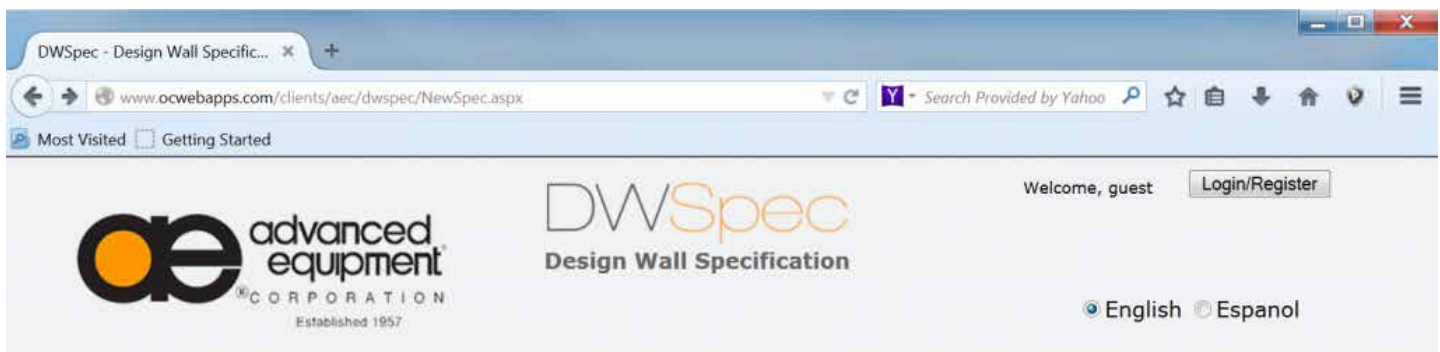 DWSpec - Design Wall Specific...
www.ocwebapps.com/clients/aec/dwspec/NewSpec.aspx
Y
Search Provided by Yahoo
Most Visited
Getting Started
ae
®
advanced
equipment
CORPORATION
Established 1957
DWSpec
Design Wall Specification
Welcome, guest
Login/Register
English
Espanol